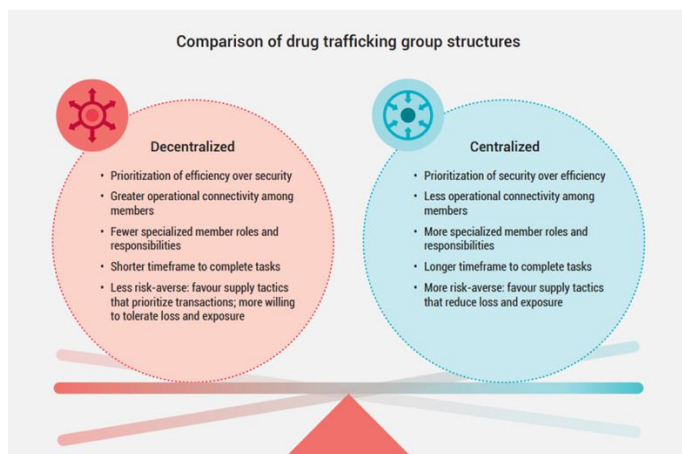 Comparison of drug trafficking group structures
Decentralized
• Prioritization of efficiency over security
• Greater operational connectivity among
members
• Fewer specialized member roles and
responsibilities
• Shorter timeframe to complete tasks
• Less risk-averse: favour supply tactics
that prioritize transactions; more willing
to tolerate loss and exposure
Centralized
• Prioritization of security over efficiency
• Less operational connectivity among
members
• More specialized member roles and
responsibilities
• Longer timeframe to complete tasks
• More risk-averse: favour supply tactics
that reduce loss and exposure